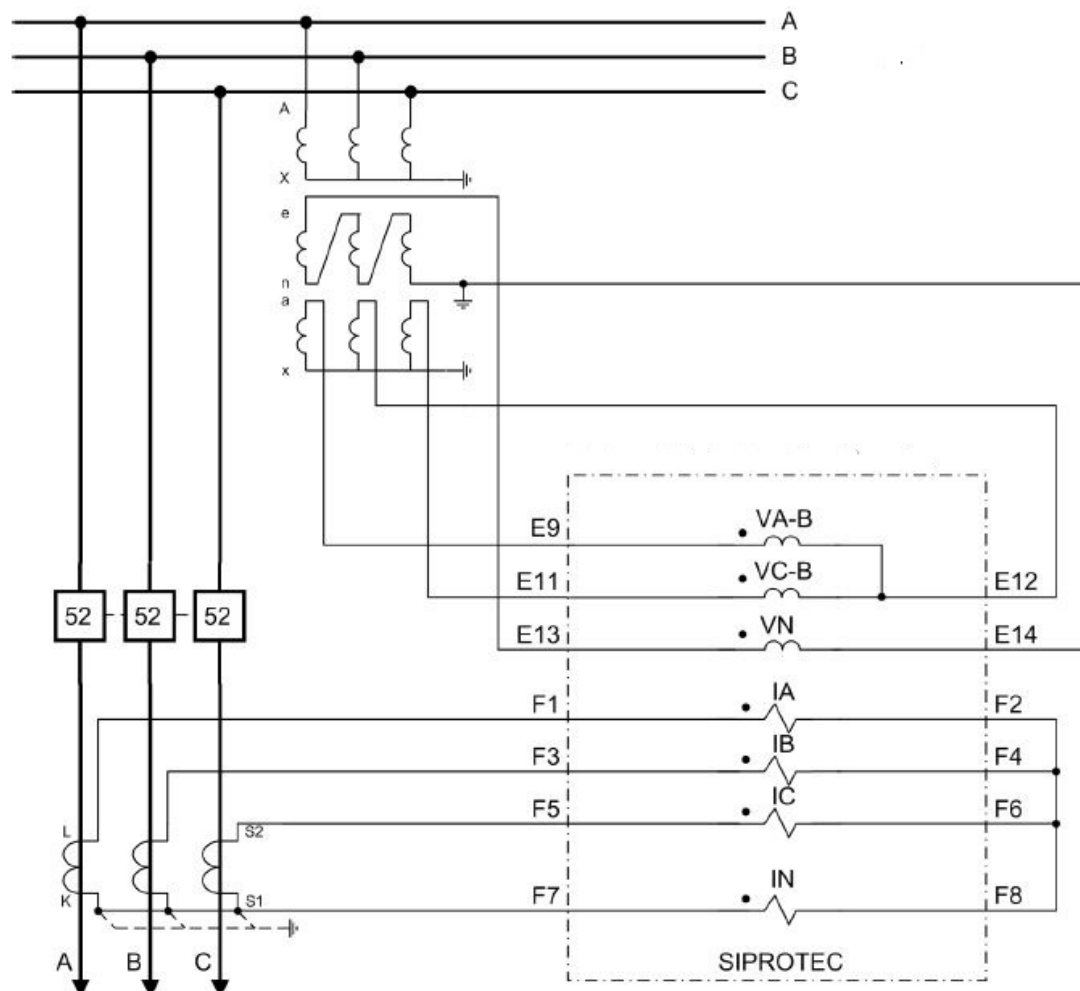 A
B
C
A
X
e
n
a
x
E9 VA-B
E11 VC-B E12
52 52 52
E13 VN E14
F1 IA F2
F3 IB F4
F5 IC F6
L S2
K S1
F7 IN F8
A B C SIPROTEC